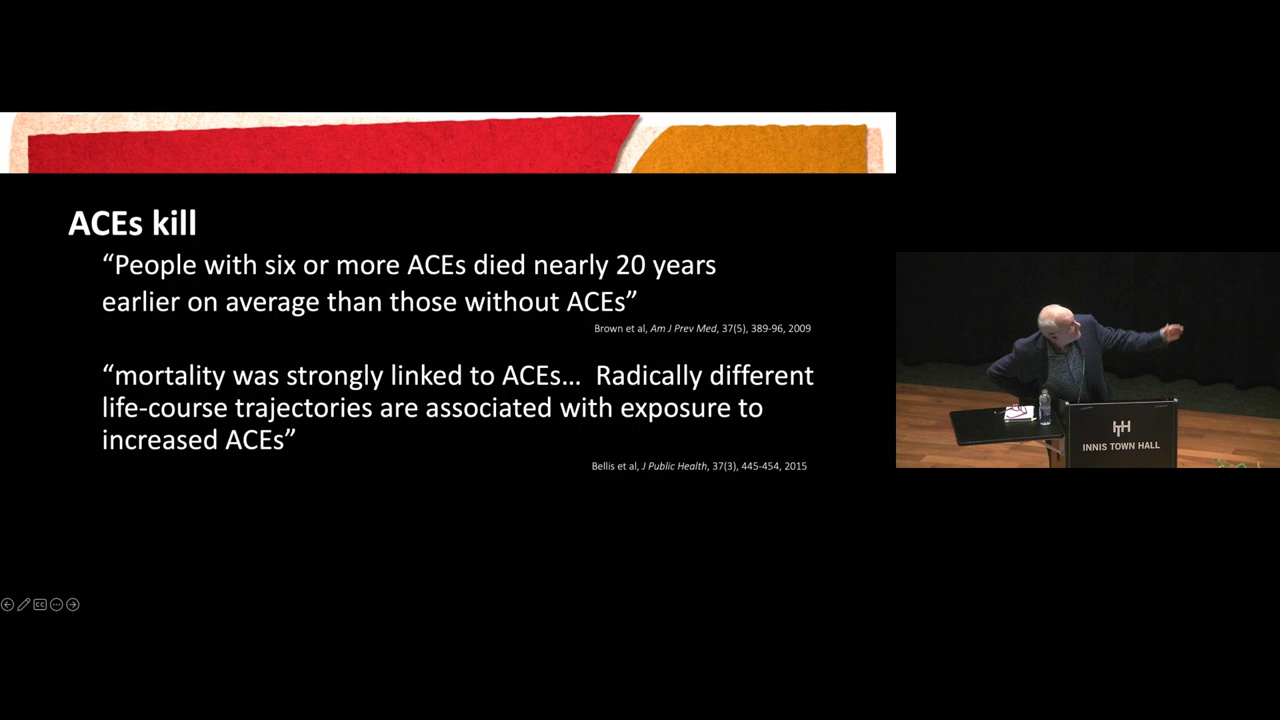 ACEs kill
“People with six or more ACEs died nearly 20 years
earlier on average than those without ACEs”
Brown et al, Am J Prev Med, 37(5), 389-96, 2009
“mortality was strongly linked to ACEs... Radically different
life-course trajectories are associated with exposure to
increased ACEs”
Bellis et al, J Public Health, 37(3), 445-454, 2015
CC
ITH
INNIS TOWN HALL